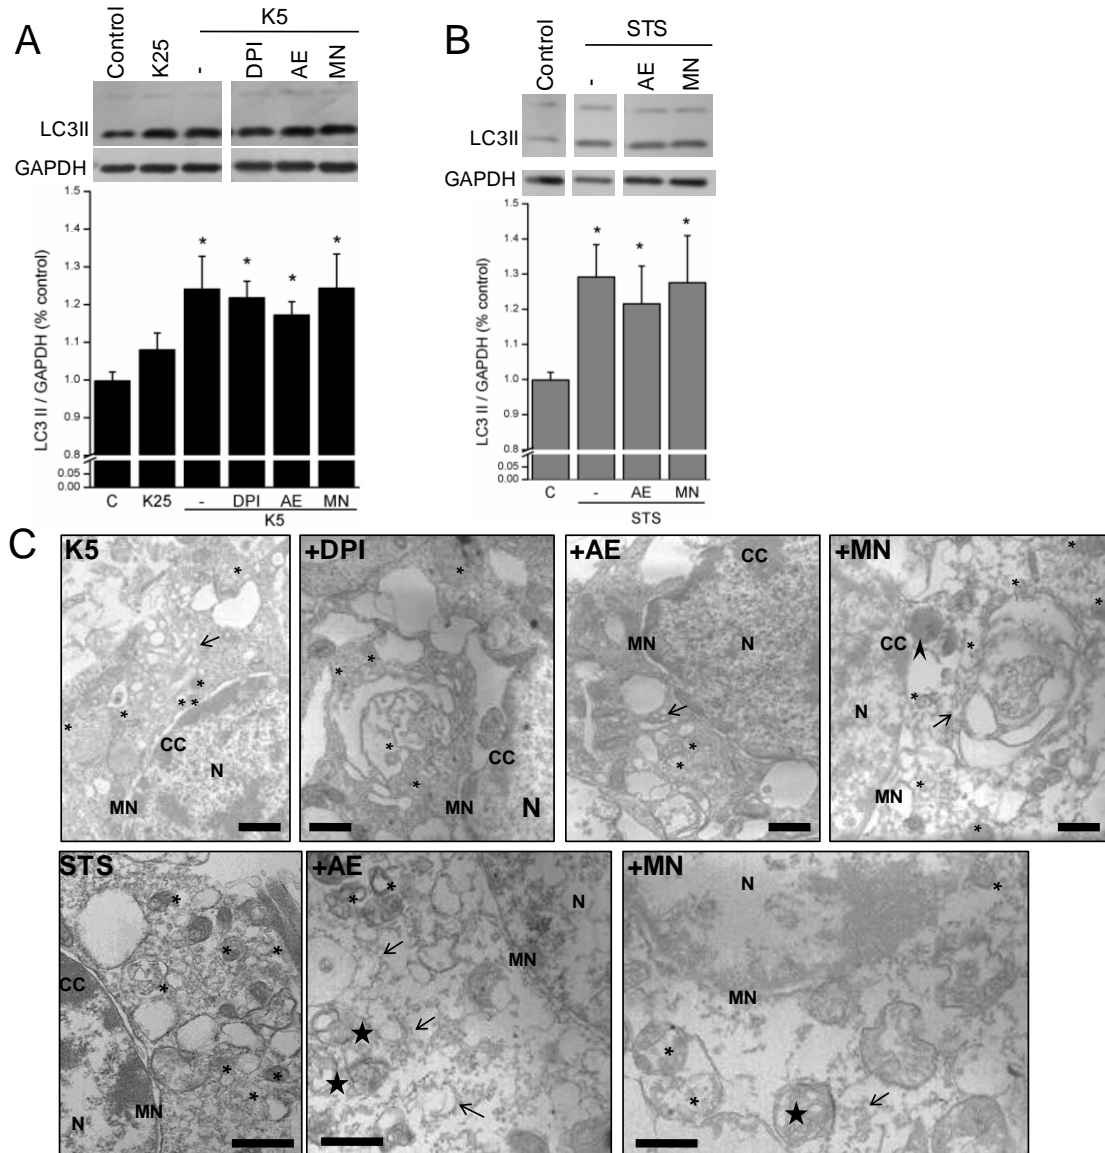 A
Control
K25
K5
-
DPI
AE
MN
LC3II
GAPDH
LC3 II / GAPDH (% control)
1.5
1.4
1.3
1.2
1.1
1.0
0.9
0.8
0.05
0.00
*
*
*
*
C
K25
-
DPI
AE
MN
K5
B
Control
STS
-
AE
MN
LC3II
GAPDH
LC3 II / GAPDH (% control)
1.5
1.4
1.3
1.2
1.1
1.0
0.9
0.8
0.05
0.00
*
*
*
C
-
AE
MN
STS
C
K5
CC
N
MN
+DPI
CC
MN
N
+AE
CC
MN
N
+MN
CC
N
MN
STS
CC
N
MN
+AE
N
MN
+MN
N
MN